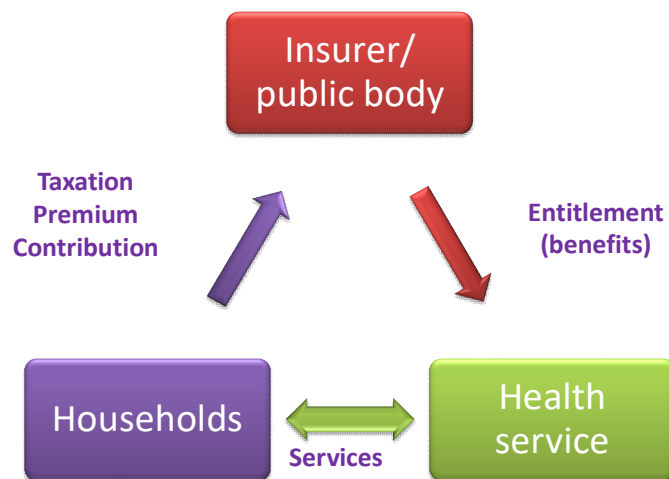 Insurer/
public body
Taxation
Premium
Contribution
Entitlement
(benefits)
Households
Services
Health
service